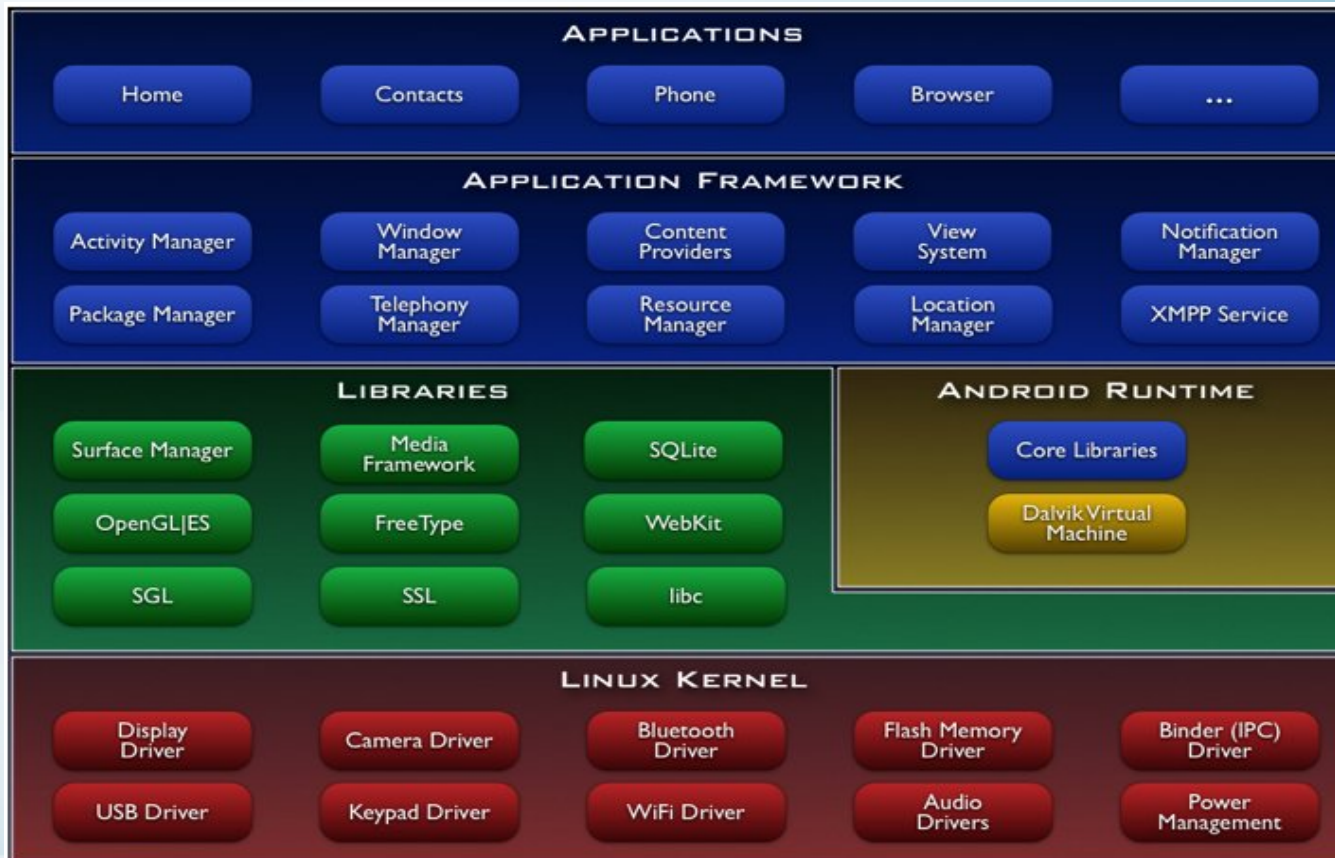 APPLICATIONS
Home
Contacts
Phone
Browser
...
APPLICATION FRAMEWORK
Activity Manager
Window
Manager
Content
Providers
View
System
Notification
Manager
Package Manager
Telephony
Manager
Resource
Manager
Location
Manager
XMPP Service
LIBRARIES
Surface Manager
Media
Framework
SQLite
OpenGL|ES
FreeType
WebKit
SGL
SSL
libc
ANDROID RUNTIME
Core Libraries
Dalvik Virtual
Machine
LINUX KERNEL
Display
Driver
Camera Driver
Bluetooth
Driver
Flash Memory
Driver
Binder (IPC)
Driver
USB Driver
Keypad Driver
WiFi Driver
Audio
Drivers
Power
Management